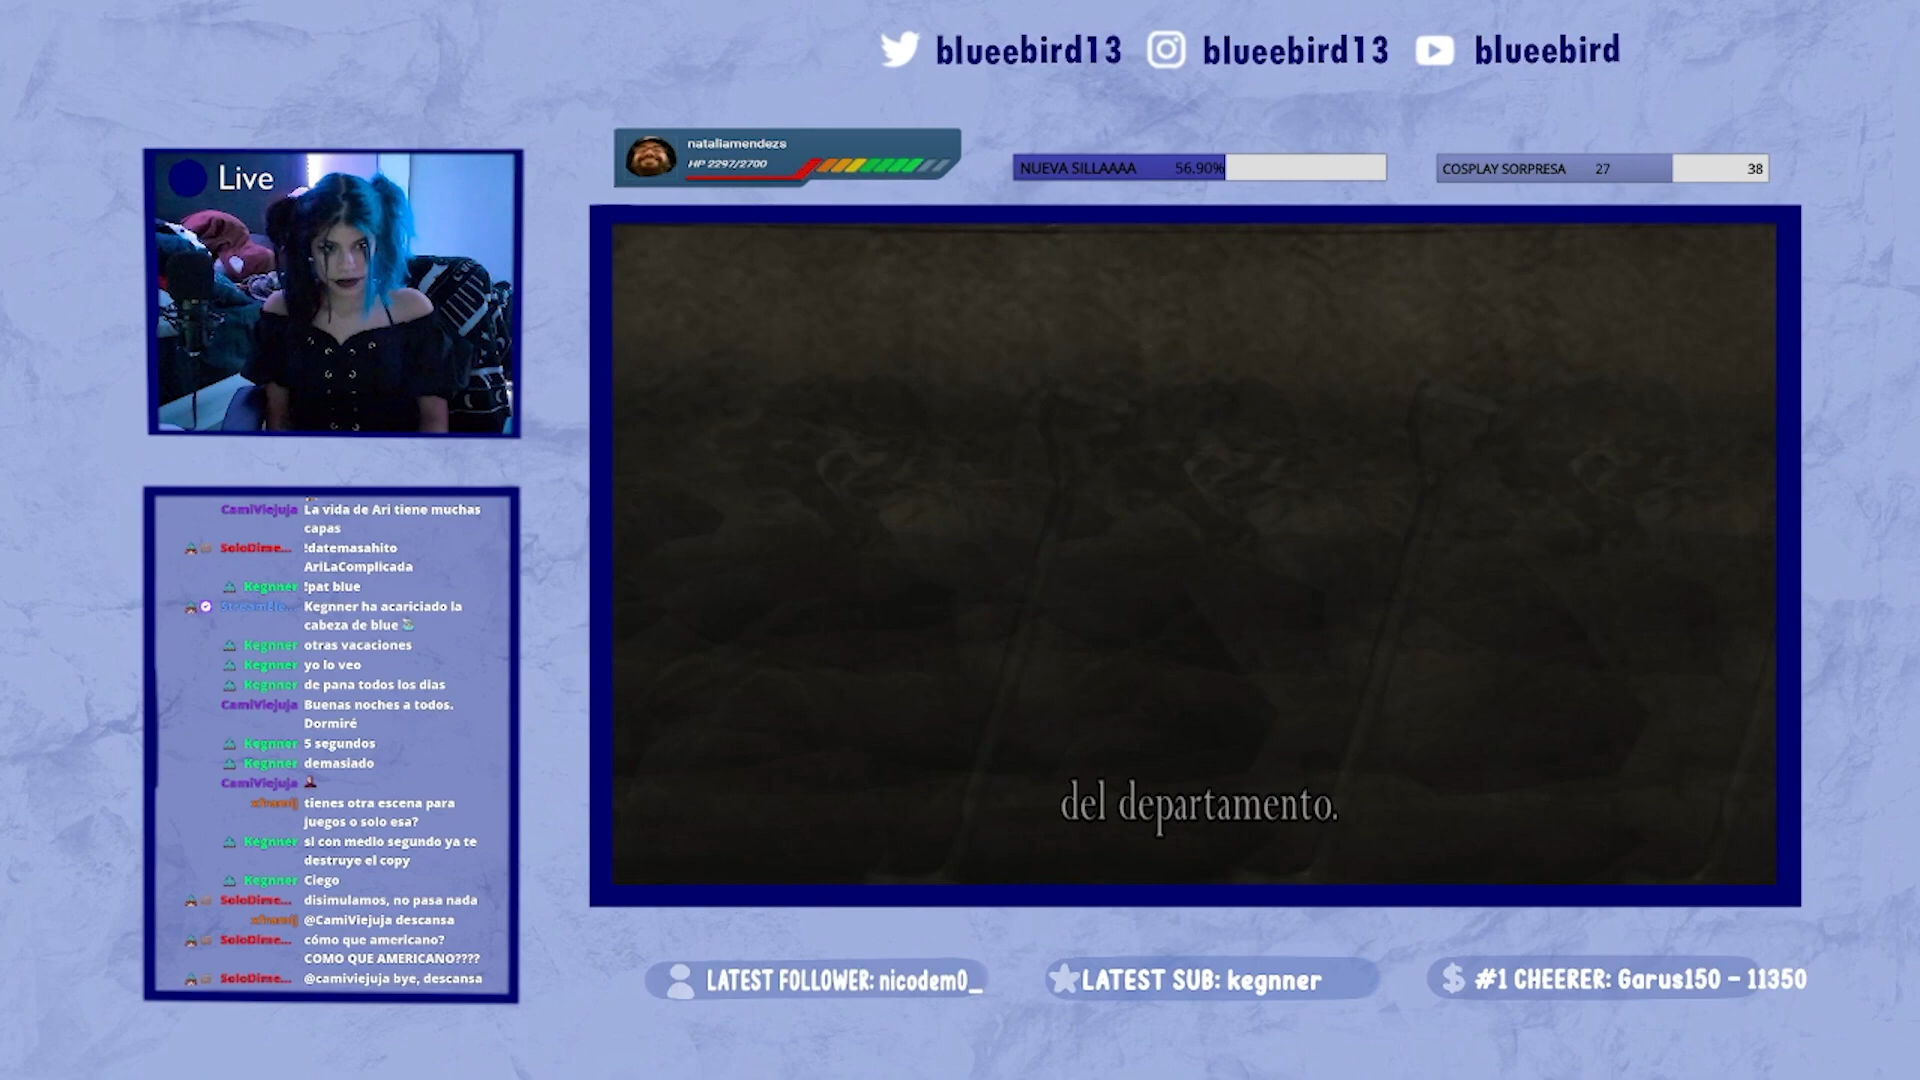 blueebird13 blueebird13 blueebird
nataliamendezs
HP 2297/2700
NUEVA SILLAAAA 56.90%
COSPLAY SORPRESA 27 38
Live
CamiViejuja La vida de Ari tiene muchas
capas
SoloDime... !datemasahito
AriLaComplicada
Kegnner !pat blue
StreamEle... Kegnner ha acariciado la
cabeza de blue
Kegnner otras vacaciones
Kegnner yo lo veo
Kegnner de pana todos los dias
CamiViejuja Buenas noches a todos.
Dormiré
Kegnner 5 segundos
Kegnner demasiado
CamiViejuja
tienes otra escena para
juegos o solo esa?
Kegnner si con medio segundo ya te
destruye el copy
Kegnner Ciego
SoloDime... disimulamos, no pasa nada
@CamiViejuja descansa
SoloDime... cómo que americano?
COMO QUE AMERICANO????
SoloDime... @camiviejuja bye, descansa
del departamento.
LATEST FOLLOWER: nicodem0_
LATEST SUB: kegnner
#1 CHEERER: Garus150 - 11350